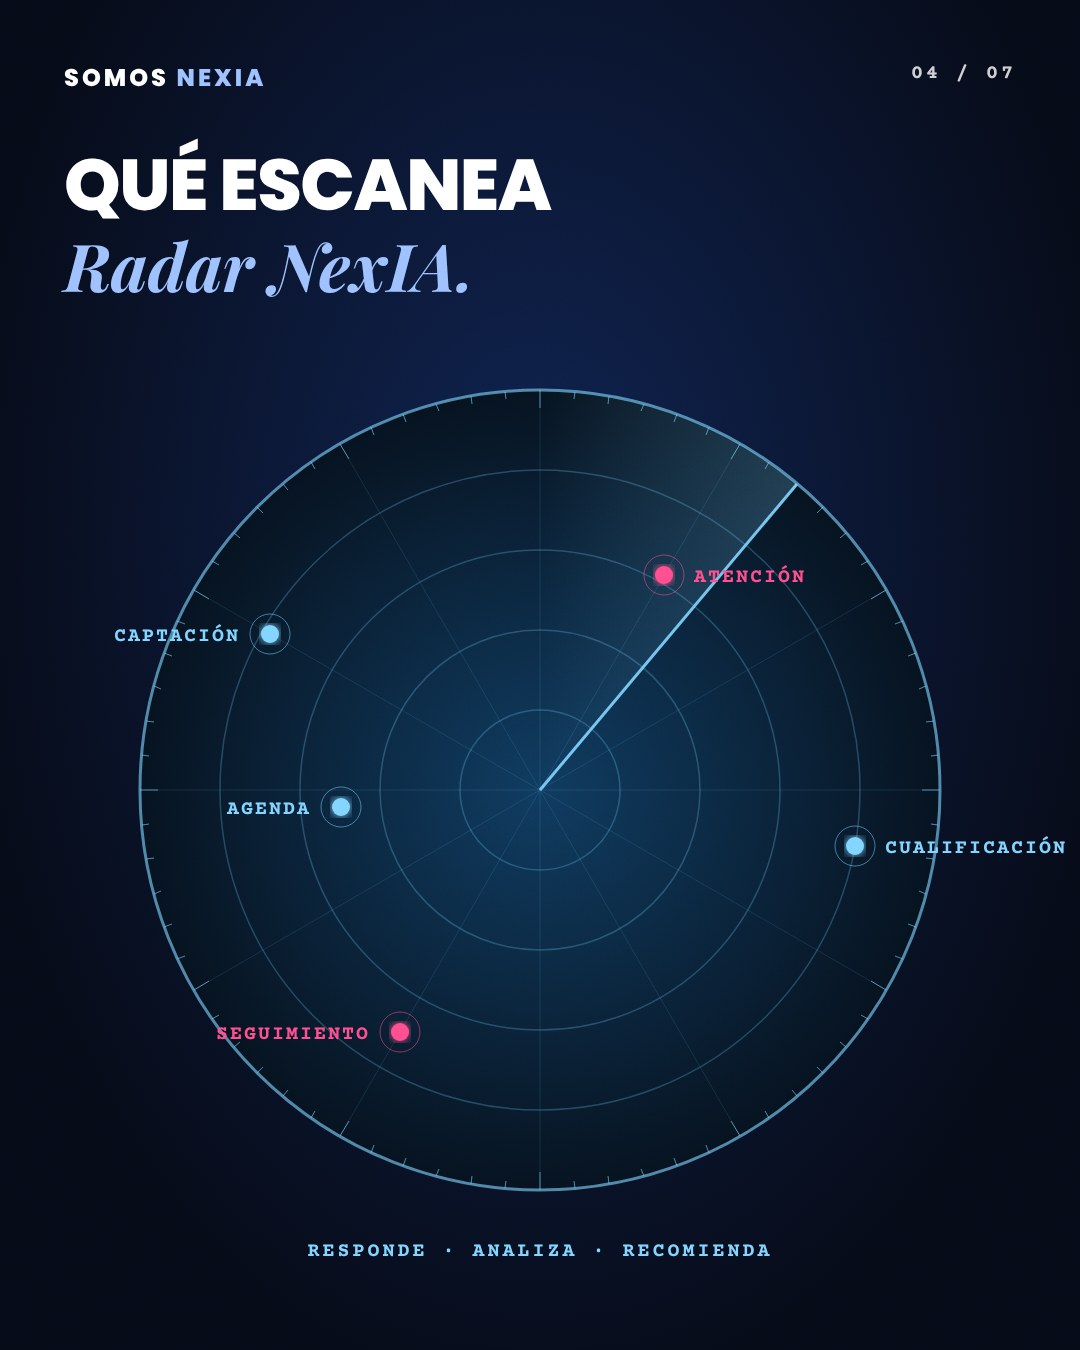 SOMOS NEXIA
04 / 07
QUÉ ESCANEA
Radar NexIA.
ATENCIÓN
CAPTACIÓN
AGENDA
CUALIFICACIÓN
SEGUIMIENTO
RESPONDE · ANALIZA · RECOMIENDA